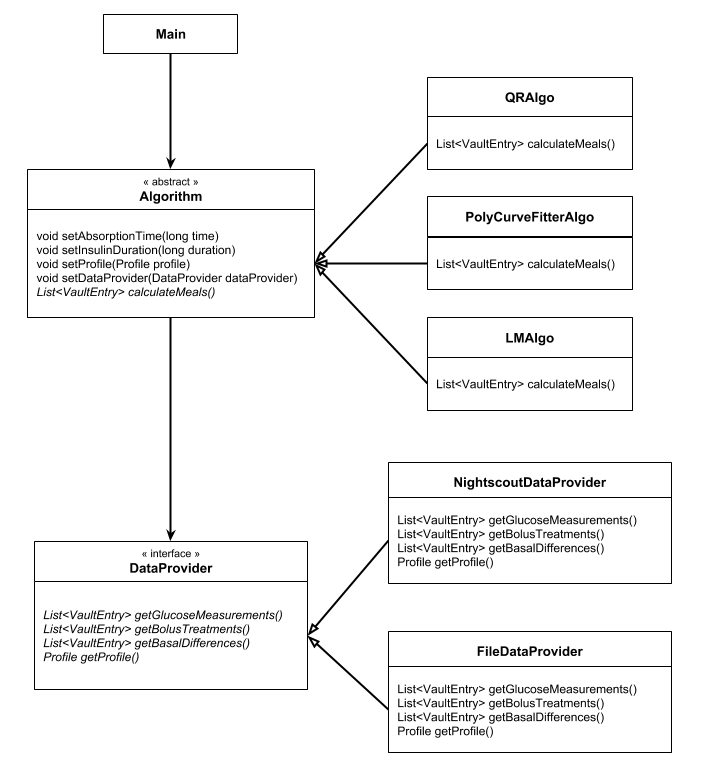 Main
« abstract »
Algorithm
void setAbsorptionTime(long time)
void setInsulinDuration(long duration)
void setProfile(Profile profile)
void setDataProvider(DataProvider dataProvider)
List<VaultEntry> calculateMeals()
QRAlgo
List<VaultEntry> calculateMeals()
PolyCurveFitterAlgo
List<VaultEntry> calculateMeals()
LMAlgo
List<VaultEntry> calculateMeals()
« interface »
DataProvider
List<VaultEntry> getGlucoseMeasurements()
List<VaultEntry> getBolusTreatments()
List<VaultEntry> getBasalDifferences()
Profile getProfile()
NightscoutDataProvider
List<VaultEntry> getGlucoseMeasurements()
List<VaultEntry> getBolusTreatments()
List<VaultEntry> getBasalDifferences()
Profile getProfile()
FileDataProvider
List<VaultEntry> getGlucoseMeasurements()
List<VaultEntry> getBolusTreatments()
List<VaultEntry> getBasalDifferences()
Profile getProfile()